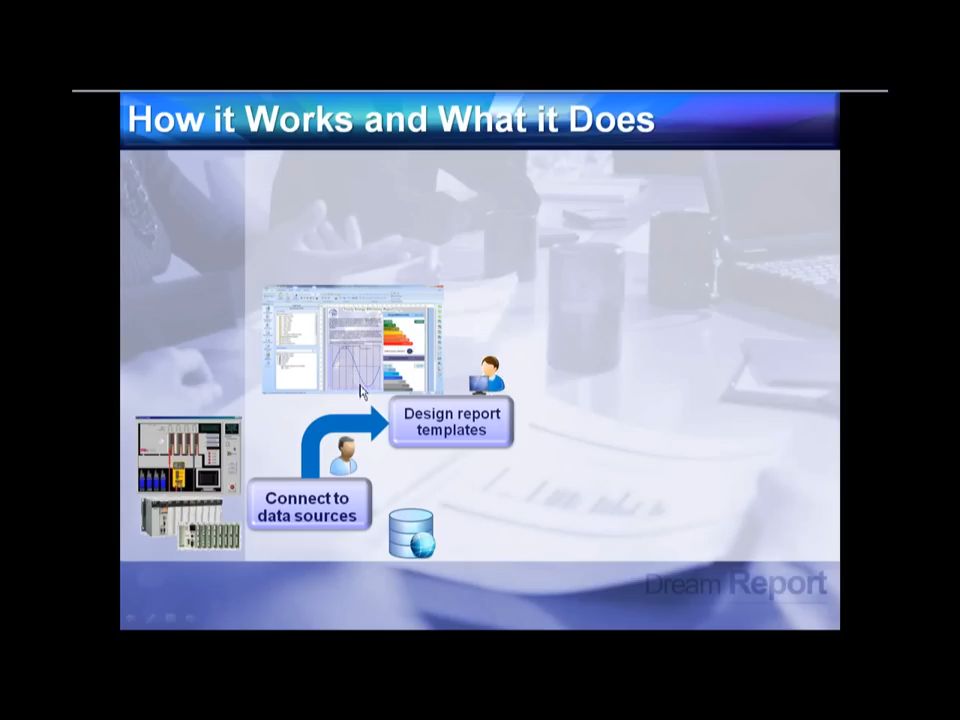 How it Works and What it Does
Design report
templates
Connect to
data sources
Dream Report